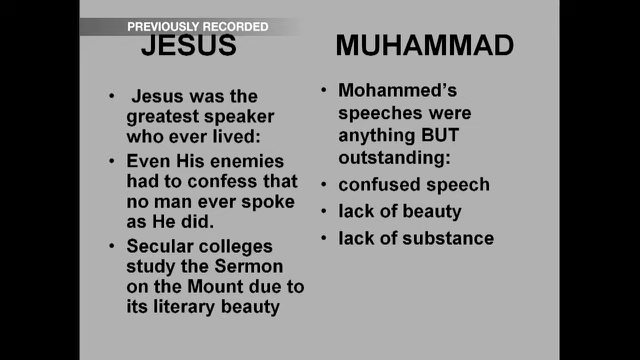 PREVIOUSLY RECORDED
JESUS
• Jesus was the
greatest speaker
who ever lived:
• Even His enemies
had to confess that
no man ever spoke
as He did.
• Secular colleges
study the Sermon
on the Mount due to
its literary beauty
MUHAMMAD
• Mohammed's
speeches were
anything BUT
outstanding:
• confused speech
• lack of beauty
• lack of substance